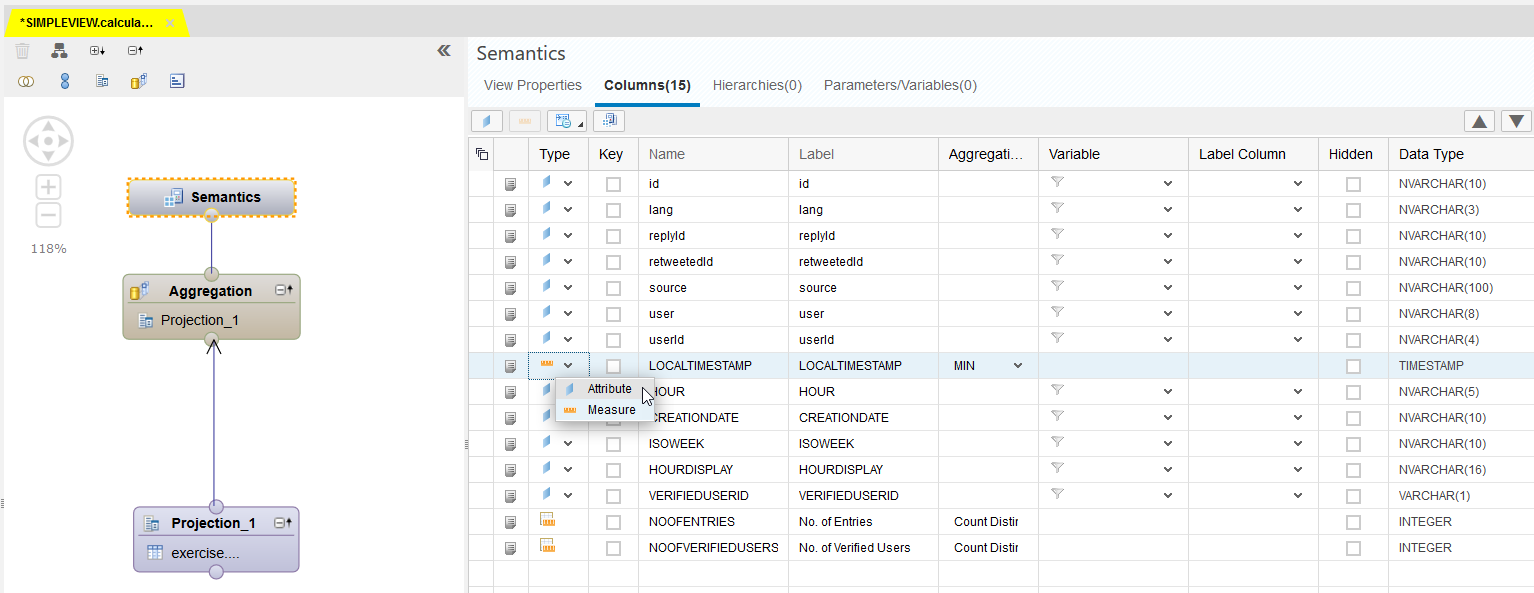 *SIMPLEVIEW.calcula... ×
Semantics
View Properties Columns(15) Hierarchies(0) Parameters/Variables(0)
118%
Semantics
Aggregation
Projection_1
Projection_1
exercise....
Type Key Name Label Aggregati... Variable Label Column Hidden Data Type
id id NVARCHAR(10)
lang lang NVARCHAR(3)
replyId replyId NVARCHAR(10)
retweetedId retweetedId NVARCHAR(10)
source source NVARCHAR(100)
user user NVARCHAR(8)
userId userId NVARCHAR(4)
LOCALTIMESTAMP LOCALTIMESTAMP MIN TIMESTAMP
Attribute
Measure
HOUR HOUR NVARCHAR(5)
CREATIONDATE CREATIONDATE NVARCHAR(10)
ISOWEEK ISOWEEK NVARCHAR(10)
HOURDISPLAY HOURDISPLAY NVARCHAR(16)
VERIFIEDUSERID VERIFIEDUSERID VARCHAR(1)
NOOFENTRIES No. of Entries Count Distin INTEGER
NOOFVERIFIEDUSERS No. of Verified Users Count Distin INTEGER